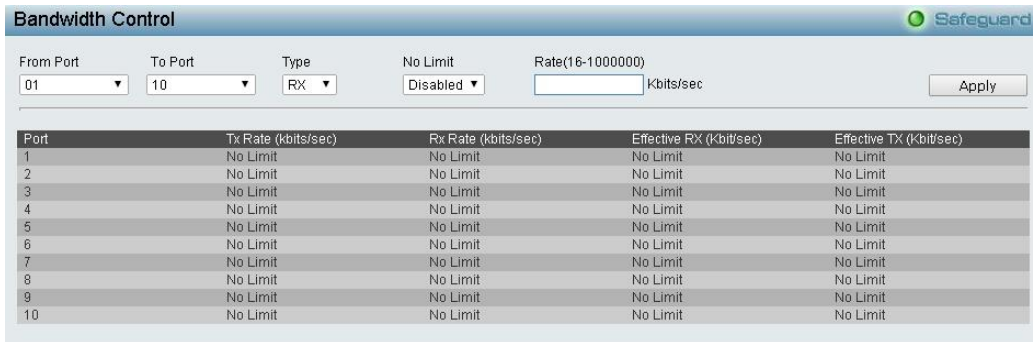 Bandwidth Control Safeguard
From Port To Port Type No Limit Rate(16-1000000)
01 10 RX Disabled Kbits/sec Apply
Port Tx Rate (kbits/sec) Rx Rate (kbits/sec) Effective RX (Kbit/sec) Effective TX (Kbit/sec)
1 No Limit No Limit No Limit No Limit
2 No Limit No Limit No Limit No Limit
3 No Limit No Limit No Limit No Limit
4 No Limit No Limit No Limit No Limit
5 No Limit No Limit No Limit No Limit
6 No Limit No Limit No Limit No Limit
7 No Limit No Limit No Limit No Limit
8 No Limit No Limit No Limit No Limit
9 No Limit No Limit No Limit No Limit
10 No Limit No Limit No Limit No Limit